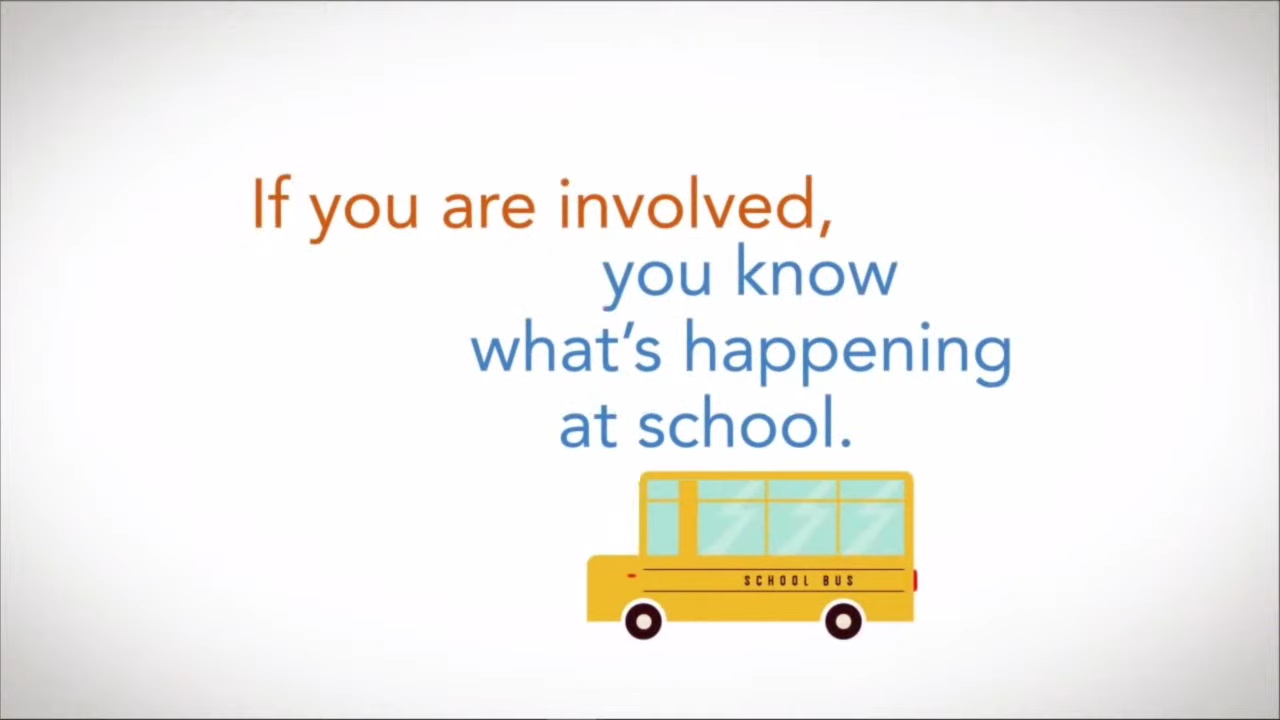 If you are involved,
you know
what’s happening
at school.
SCHOOL BUS